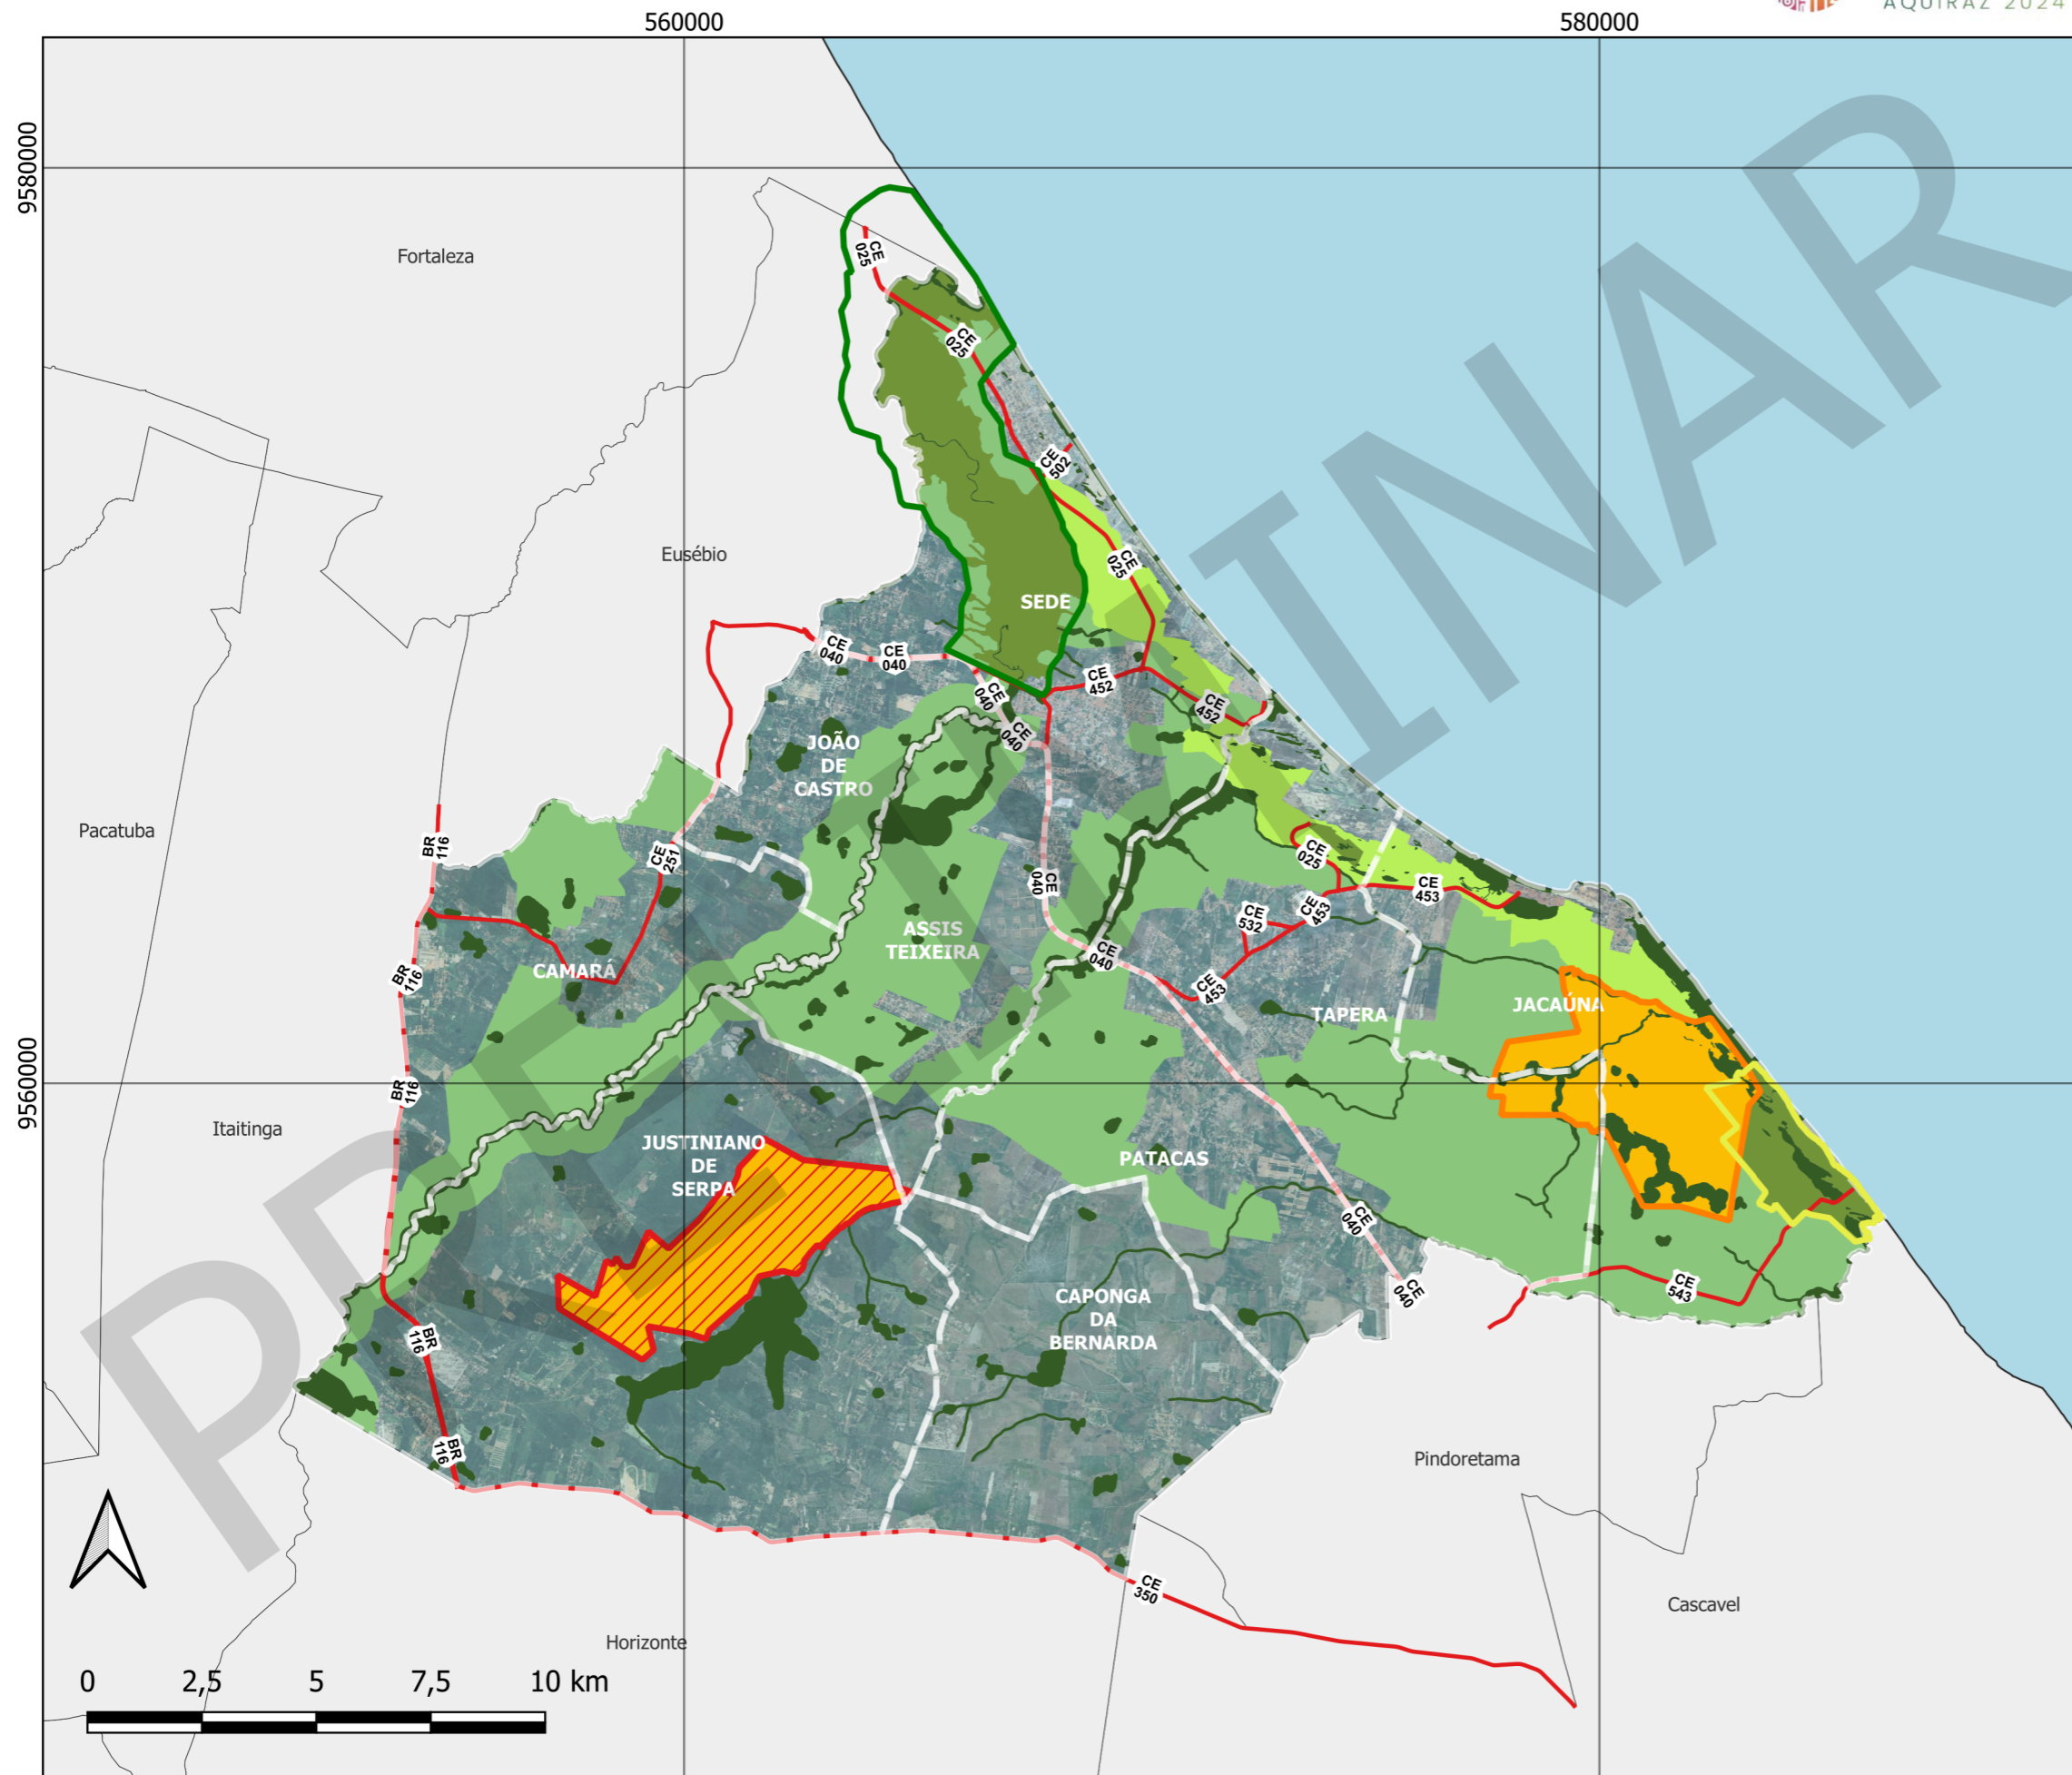 AQUIRAZ 2024
560000
580000
9580000
Fortaleza
CE
025
CE
025
CE
502
Eusébio
CE
025
SEDE
CE
040
CE
040
CE
040
CE
452
CE
452
CE
040
JOÃO
DE
CASTRO
Pacatuba
BR
116
CE
251
CE
025
CE
040
CE
453
CE
532
CE
453
ASSIS
TEIXEIRA
CE
040
CAMARÁ
BR
116
CE
453
JACAÚNA
TAPERA
9560000
BR
116
Itaitinga
JUSTINIANO
DE
SERPA
PATACAS
CE
040
CE
543
CE
040
CAPONGA
DA
BERNARDA
BR
116
BR
116
Pindoretama
CE
350
Cascavel
Horizonte
0 2,5 5 7,5 10 km